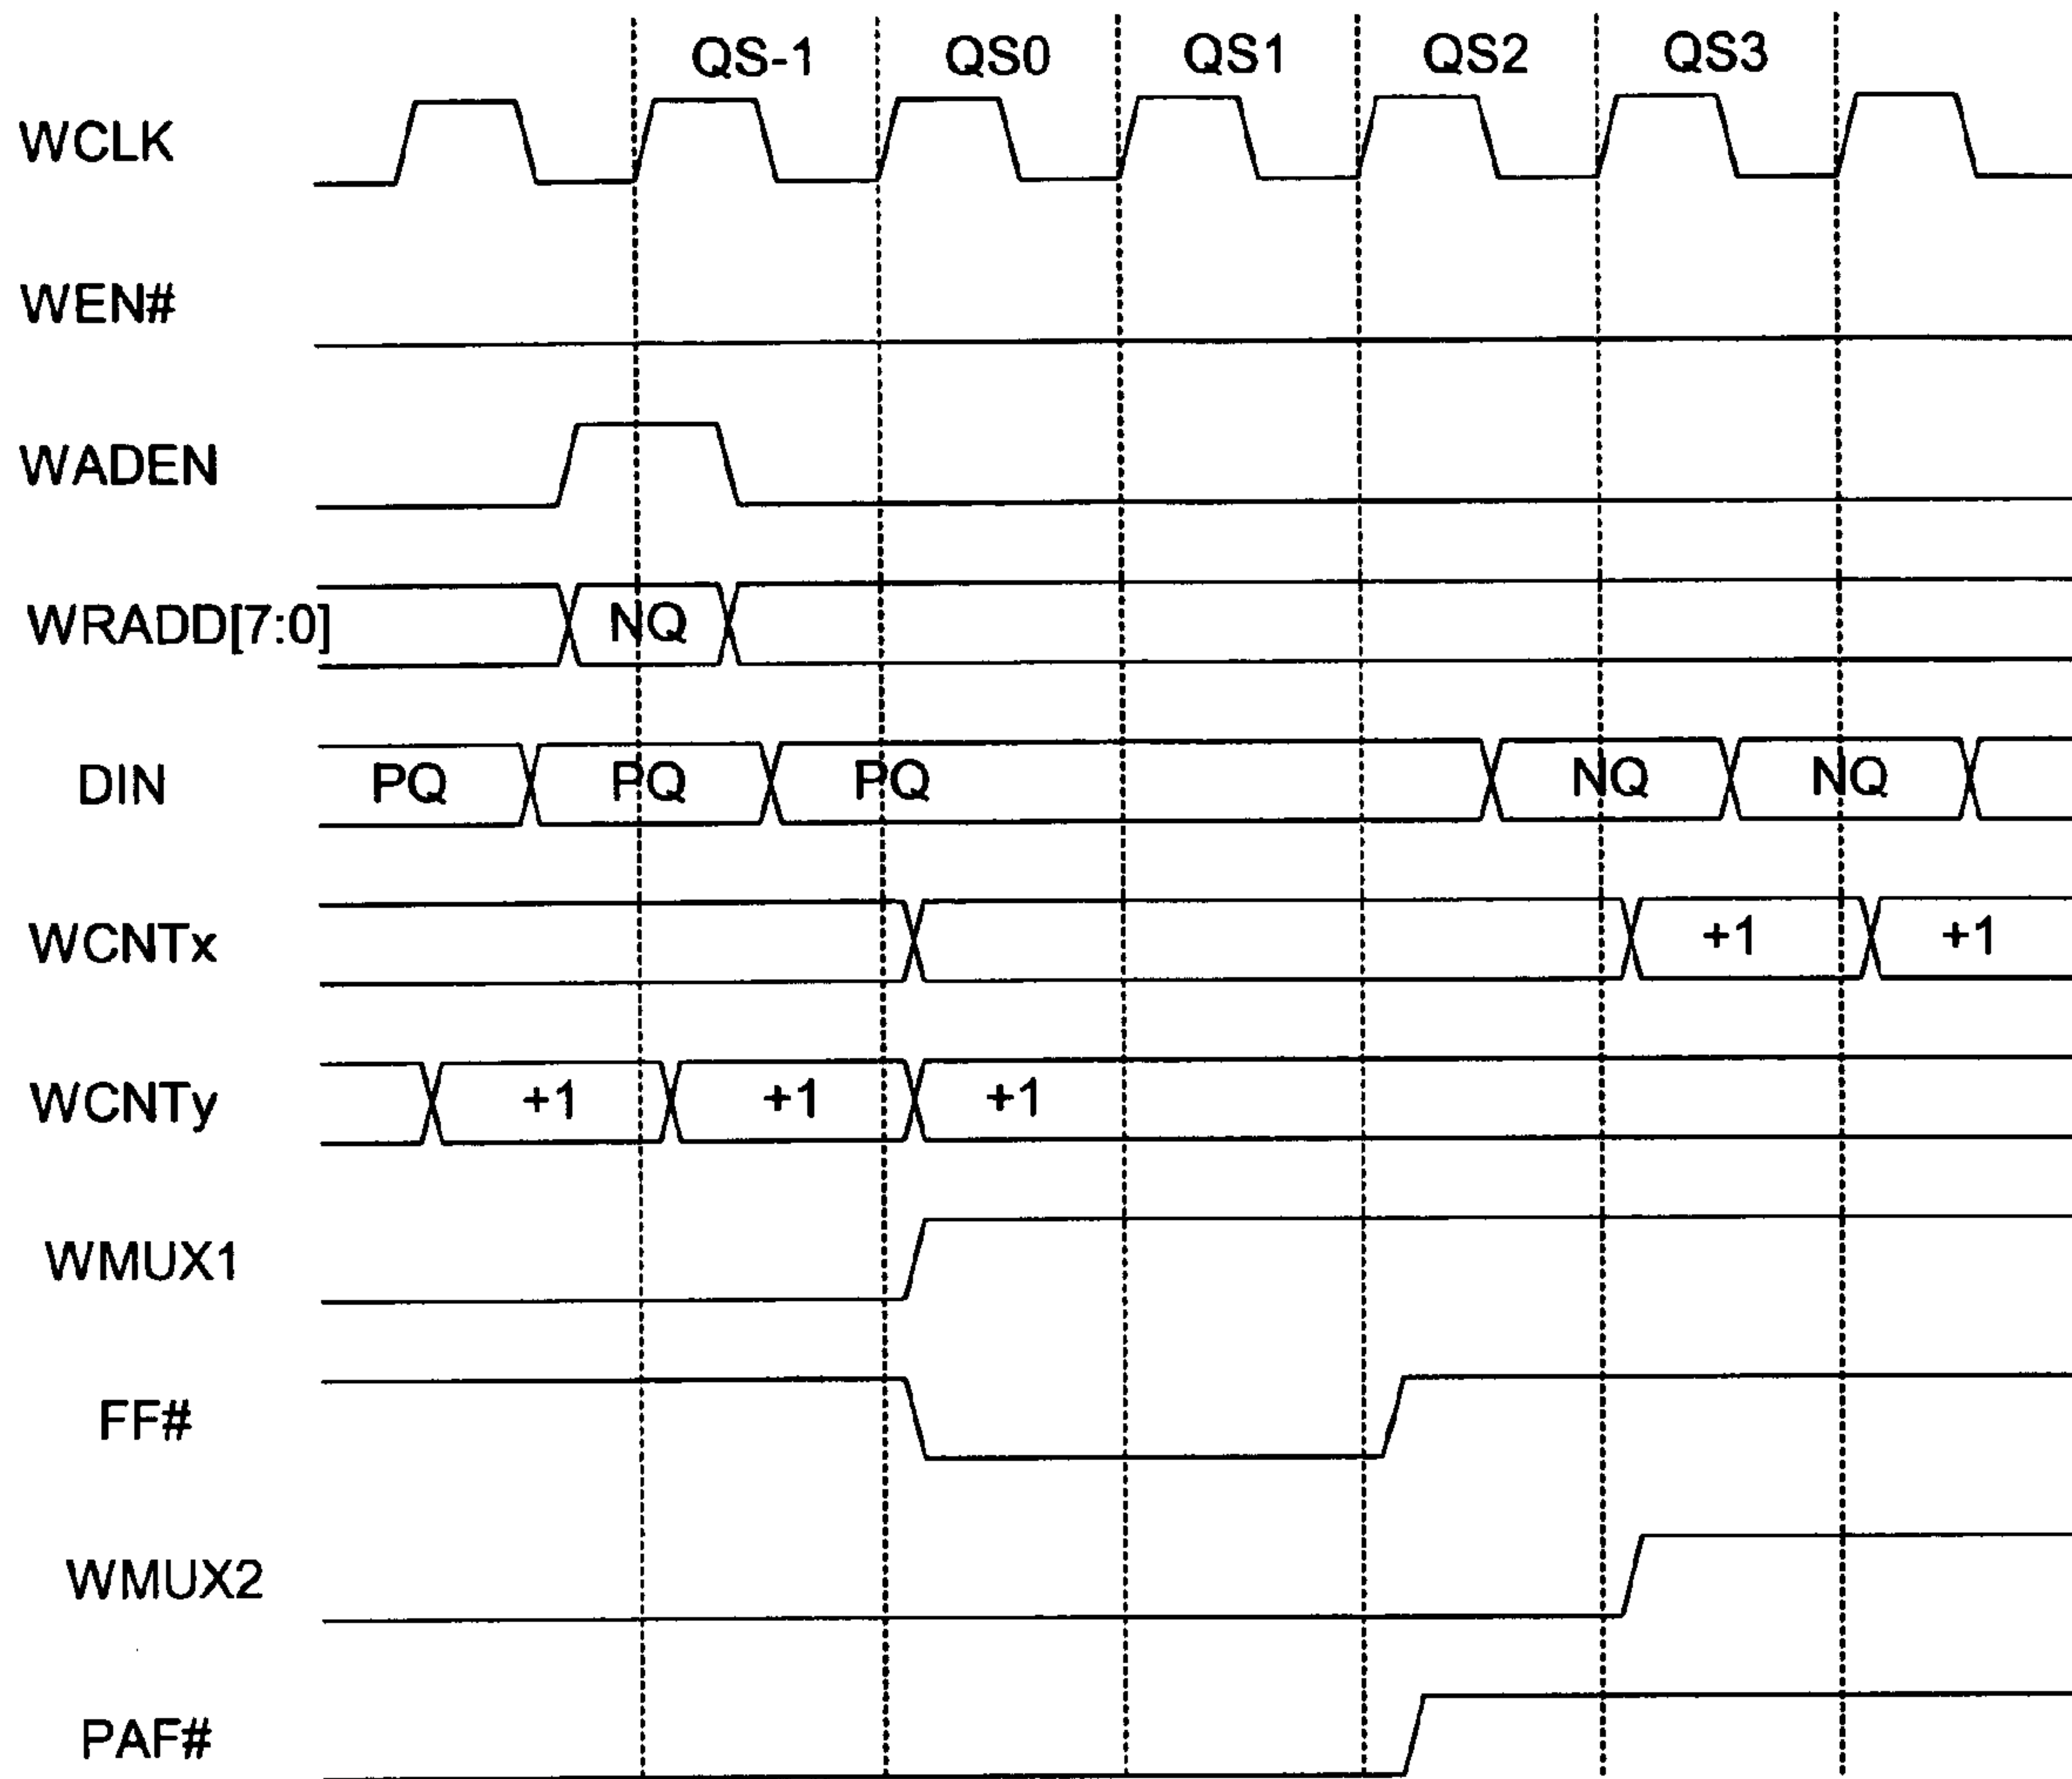 QS-1 QS0 QS1 QS2 QS3
WCLK
WEN#
WADEN
WRADD[7:0] NQ
DIN PQ PQ PQ NQ NQ
WCNTx +1 +1
WCNTy +1 +1 +1
WMUX1
FF#
WMUX2
PAF#